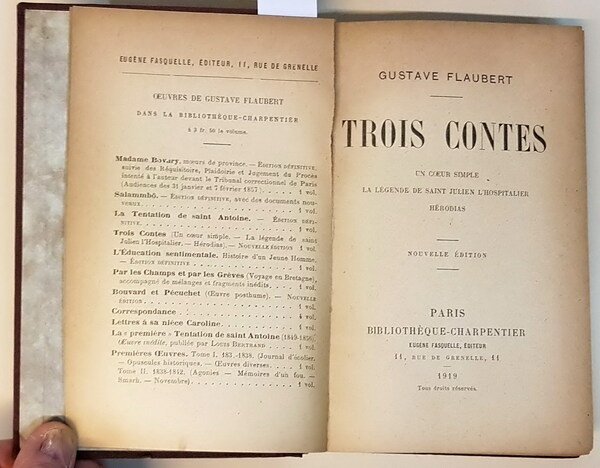 EUGÈNE FASQUELLE, ÉDITEUR, 11, RUE DE GRENELLE
ŒUVRES DE GUSTAVE FLAUBERT
DANS LA BIBLIOTHÈQUE-CHARPENTIER
à 3 fr. 50 le volume.
Madame Bovary, mœurs de province. — ÉDITION DÉFINITIVE,
suivie des Réquisitoire, Plaidoirie et Jugement du Procès
intenté à l'auteur devant le Tribunal correctionnel de Paris
(Audiences des 31 janvier et 7 février 1857). . . . . 1 vol.
Salammbô. — ÉDITION DÉFINITIVE, avec des documents nou-
veaux. . . . . 1 vol.
La Tentation de saint Antoine. — ÉDITION DÉFI-
NITIVE. . . . . 1 vol.
Trois Contes (Un cœur simple. — La légende de saint
Julien l'Hospitalier. — Hérodias). — NOUVELLE ÉDITION 1 vol.
L'Éducation sentimentale. Histoire d'un Jeune Homme,
— ÉDITION DÉFINITIVE . . . . . 1 vol.
Par les Champs et par les Grèves (Voyage en Bretagne),
accompagné de mélanges et fragments inédits. . . . 1 vol.
Bouvard et Pécuchet (Œuvre posthume). — NOUVELLE
ÉDITION . . . . . 1 vol.
Correspondance . . . . . vol.
Lettres à sa nièce Caroline. . . . . 1 vol.
La « première » Tentation de saint Antoine (1849-1856),
Œuvre inédite, publiée par LOUIS BERTRAND . . . . 1 vol.
Premières Œuvres. Tome I. -1838. (Journal d'écolier.
— Opuscules historiques. — Œuvres diverses. . . . 1 vol.
Tome II. 1838-1842. (Agonies — Mémoires d'un fou. —
Smarh. — Novembre). . . . . 1 vol.
GUSTAVE FLAUBERT
TROIS CONTES
UN CŒUR SIMPLE
LA LÉGENDE DE SAINT JULIEN L'HOSPITALIER
HÉRODIAS
NOUVELLE ÉDITION
PARIS
BIBLIOTHÈQUE-CHARPENTIER
EUGÈNE FASQUELLE, ÉDITEUR
11, RUE DE GRENELLE, 11
1919
Tous droits réservés.